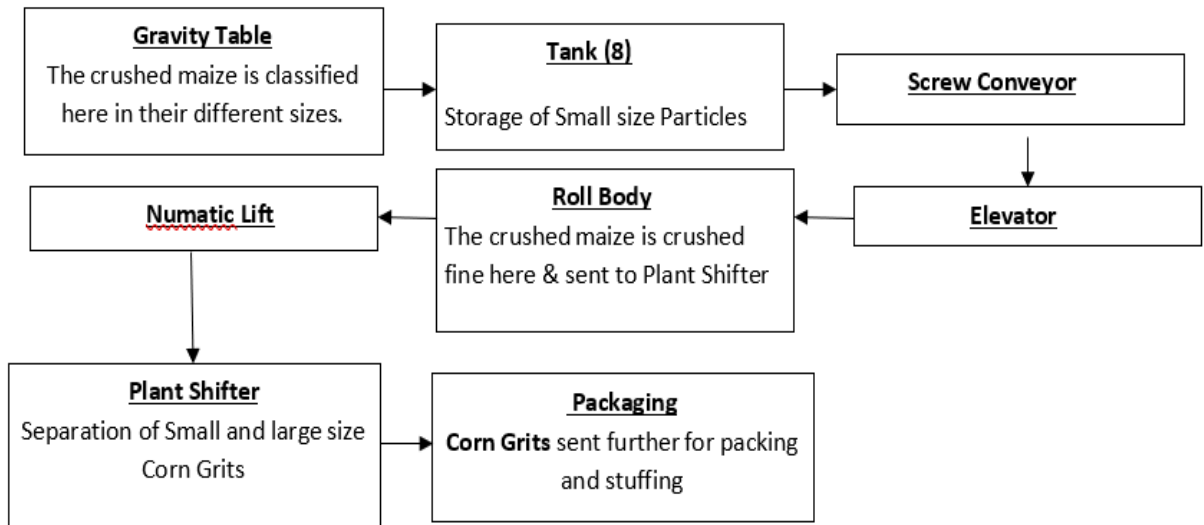 Gravity Table
The crushed maize is classified
here in their different sizes.
Tank (8)
Storage of Small size Particles
Screw Conveyor
Elevator
Roll Body
The crushed maize is crushed
fine here & sent to Plant Shifter
Numatic Lift
Plant Shifter
Separation of Small and large size
Corn Grits
Packaging
Corn Grits sent further for packing
and stuffing